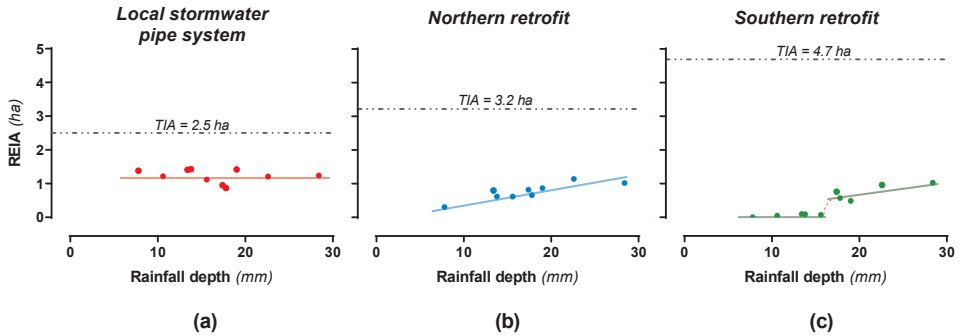 Local stormwater
pipe system
Northern retrofit
Southern retrofit
REIA (ha)
5
4
3
2
1
0
TIA = 2.5 ha
TIA = 3.2 ha
TIA = 4.7 ha
0 10 20 30
0 10 20 30
0 10 20 30
Rainfall depth (mm)
Rainfall depth (mm)
Rainfall depth (mm)
(a)
(b)
(c)